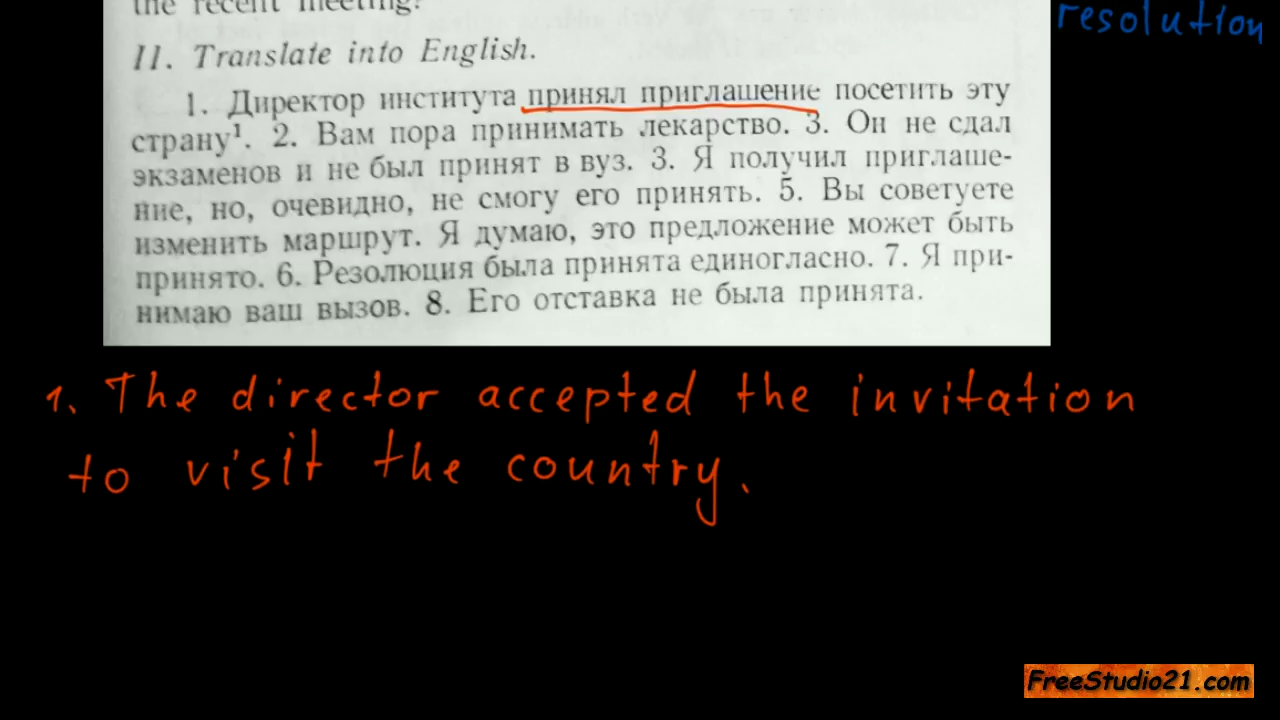 the recent meeting?
resolution
II. Translate into English.
1. Директор института принял приглашение посетить эту
страну¹. 2. Вам пора принимать лекарство. 3. Он не сдал
экзаменов и не был принят в вуз. 3. Я получил приглаше-
ние, но, очевидно, не смогу его принять. 5. Вы советуете
изменить маршрут. Я думаю, это предложение может быть
принято. 6. Резолюция была принята единогласно. 7. Я при-
нимаю ваш вызов. 8. Его отставка не была принята.
1. The director accepted the invitation
to visit the country.
FreeStudio21.com